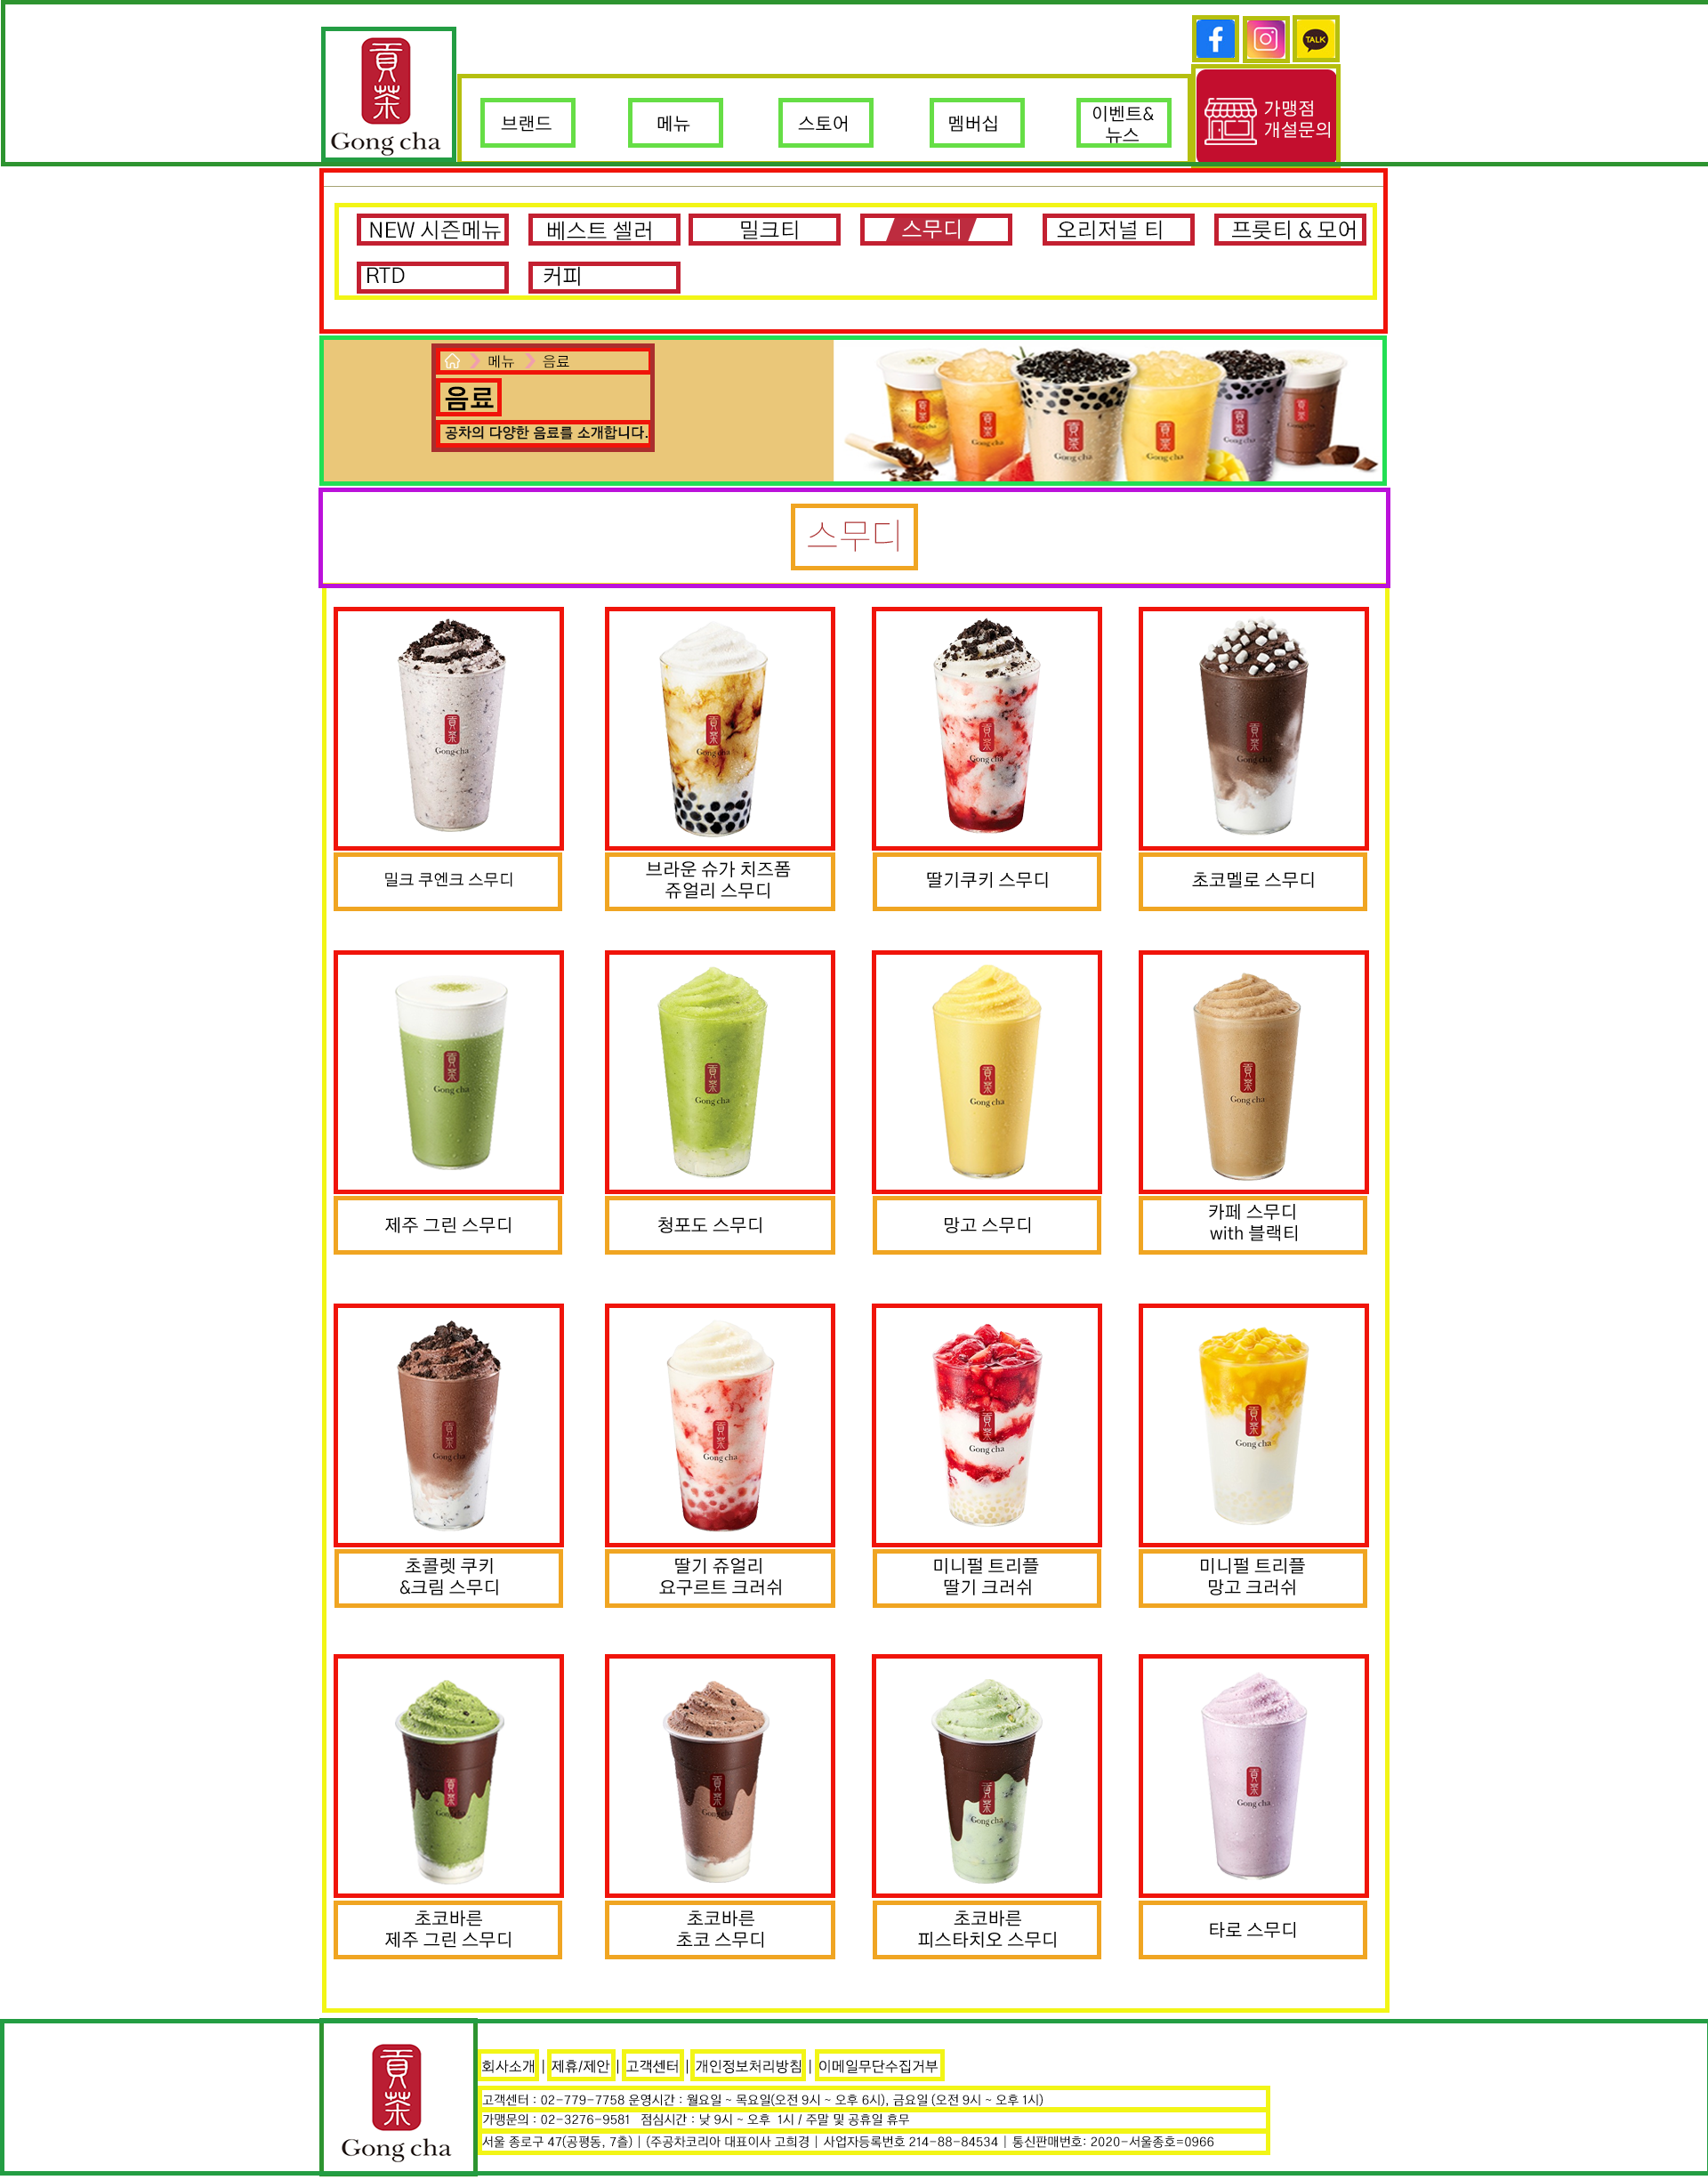 貢茶
Gong cha
TALK
브랜드
메뉴
스토어
멤버십
이벤트&
뉴스
가맹점
개설문의
NEW 시즌메뉴
베스트 셀러
밀크티
스무디
오리저널 티
프룻티 & 모어
RTD
커피
메뉴
음료
음료
공차의 다양한 음료를 소개합니다.
스무디
밀크 쿠엔크 스무디
브라운 슈가 치즈폼
쥬얼리 스무디
딸기쿠키 스무디
초코멜로 스무디
제주 그린 스무디
청포도 스무디
망고 스무디
카페 스무디
with 블랙티
초콜렛 쿠키
&크림 스무디
딸기 쥬얼리
요구르트 크러쉬
미니펄 트리플
딸기 크러쉬
미니펄 트리플
망고 크러쉬
초코바른
제주 그린 스무디
초코바른
초코 스무디
초코바른
피스타치오 스무디
타로 스무디
貢茶
Gong cha
회사소개 | 제휴/제안 | 고객센터 | 개인정보처리방침 | 이메일무단수집거부
고객센터 : 02-779-7758 운영시간 : 월요일 ~ 목요일(오전 9시 ~ 오후 6시), 금요일 (오전 9시 ~ 오후 1시)
가맹문의 : 02-3276-9581 점심시간 : 낮 9시 ~ 오후 1시 / 주말 및 공휴일 휴무
서울 종로구 47(공평동, 7층) | (주공차코리아 대표이사 고희경 | 사업자등록번호 214-88-84534 | 통신판매번호: 2020-서울종호=0966